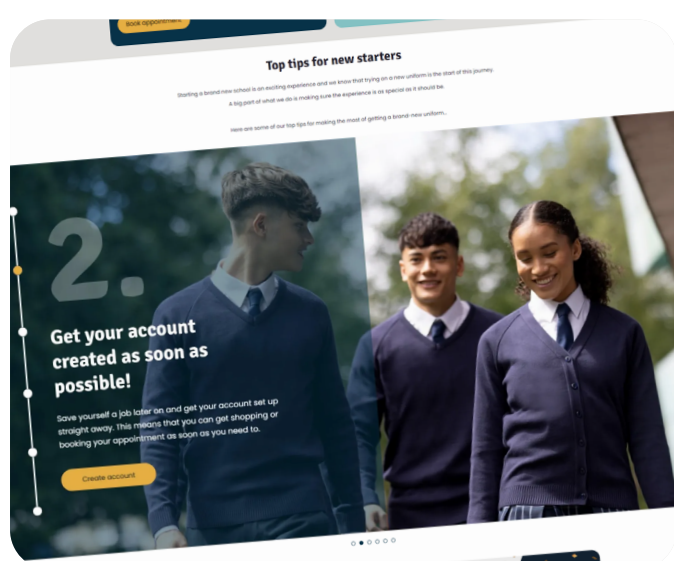 Book appointment
Top tips for new starters
Starting a brand new school is an exciting experience and we know that trying on a new uniform is the start of this journey.
A big part of what we do is making sure the experience is as special as it should be.
Here are some of our top tips for making the most of getting a brand-new uniform..
2.
Get your account
created as soon as
possible!
Save yourself a job later on and get your account set up
straight away. This means that you can get shopping or
booking your appointment as soon as you need to.
Create account